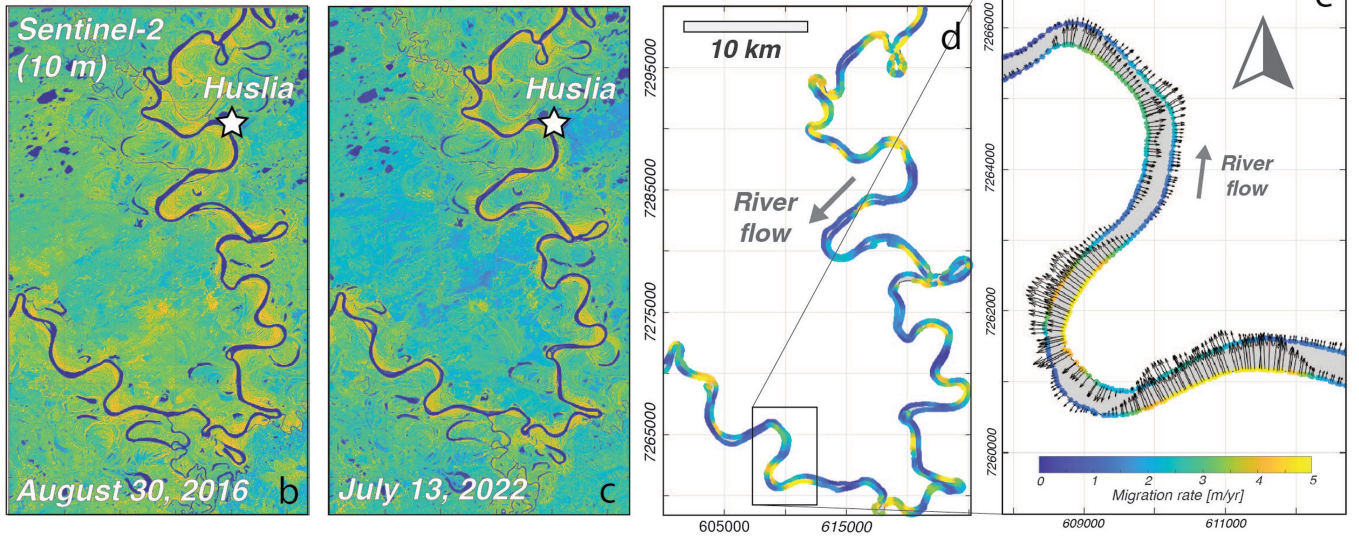 Sentinel-2
(10 m)
Huslia
August 30, 2016
b
Huslia
July 13, 2022
c
10 km
d
River
flow
7295000
7285000
7275000
7265000
605000
615000
River
flow
7266000
7264000
7262000
7260000
0 1 2 3 4 5
Migration rate [m/yr]
609000
611000